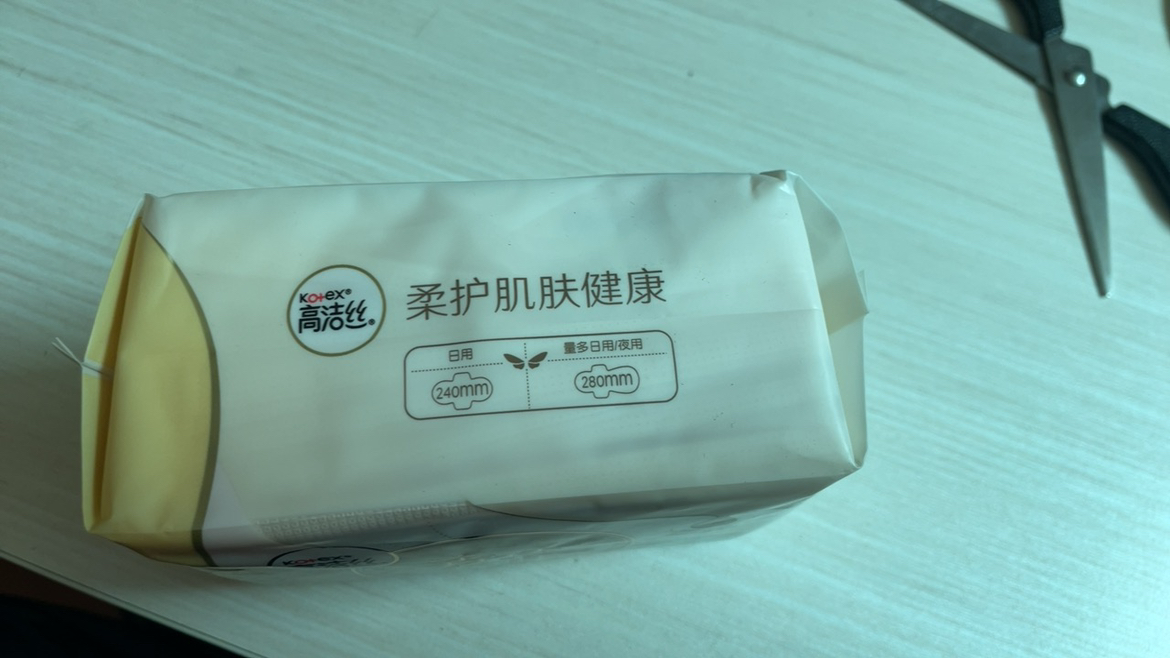 Kotex®
高洁丝®
柔护肌肤健康
日用
量多日用/夜用
240mm
280mm
Kotex®